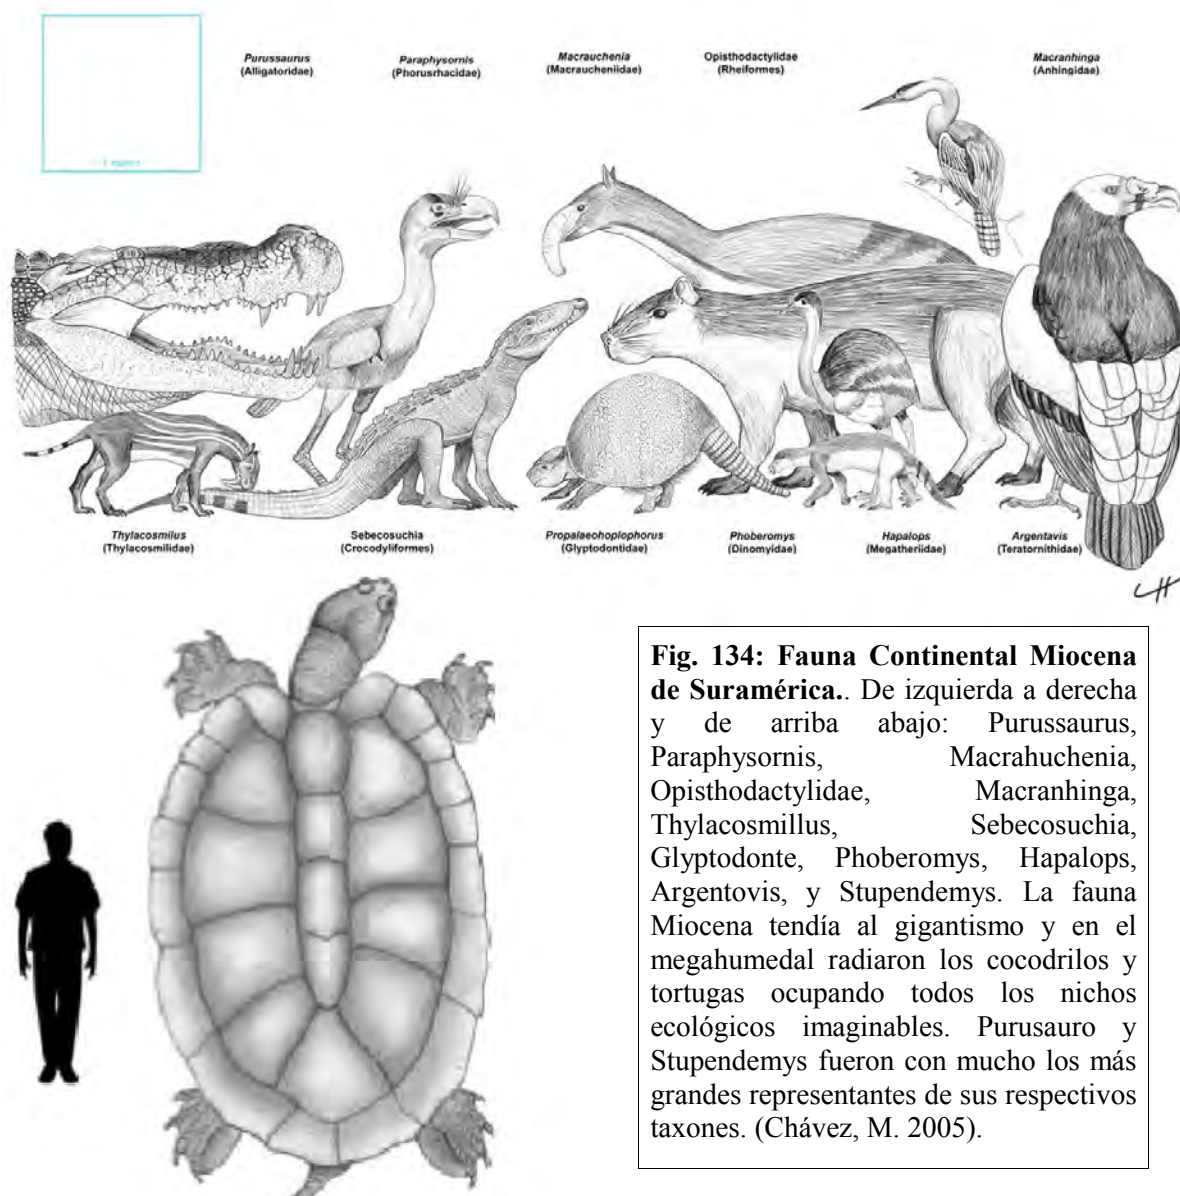 Purussaurus
(Alligatoridae)
Paraphysornis
(Phorusrhacidae)
Macrauchenia
(Macraucheniidae)
Opisthodactylidae
(Rheiformes)
Macranhinga
(Anhingidae)
Thylacosmilus
(Thylacosmilidae)
Sebecosuchia
(Crocodyliformes)
Propalaeohoplophorus
(Glyptodontidae)
Phoberomys
(Dinomyidae)
Hapalops
(Megatheriidae)
Argentavis
(Teratornithidae)
Fig. 134: Fauna Continental Miocena
de Suramérica.. De izquierda a derecha
y de arriba abajo: Purussaurus,
Paraphysornis, Macrahuchenia,
Opisthodactylidae, Macranhinga,
Thylacosmillus, Sebecosuchia,
Glyptodonte, Phoberomys, Hapalops,
Argentovis, y Stupendemys. La fauna
Miocena tendía al gigantismo y en el
megahumedal radiaron los cocodrilos y
tortugas ocupando todos los nichos
ecológicos imaginables. Purusauro y
Stupendemys fueron con mucho los más
grandes representantes de sus respectivos
taxones. (Chávez, M. 2005).